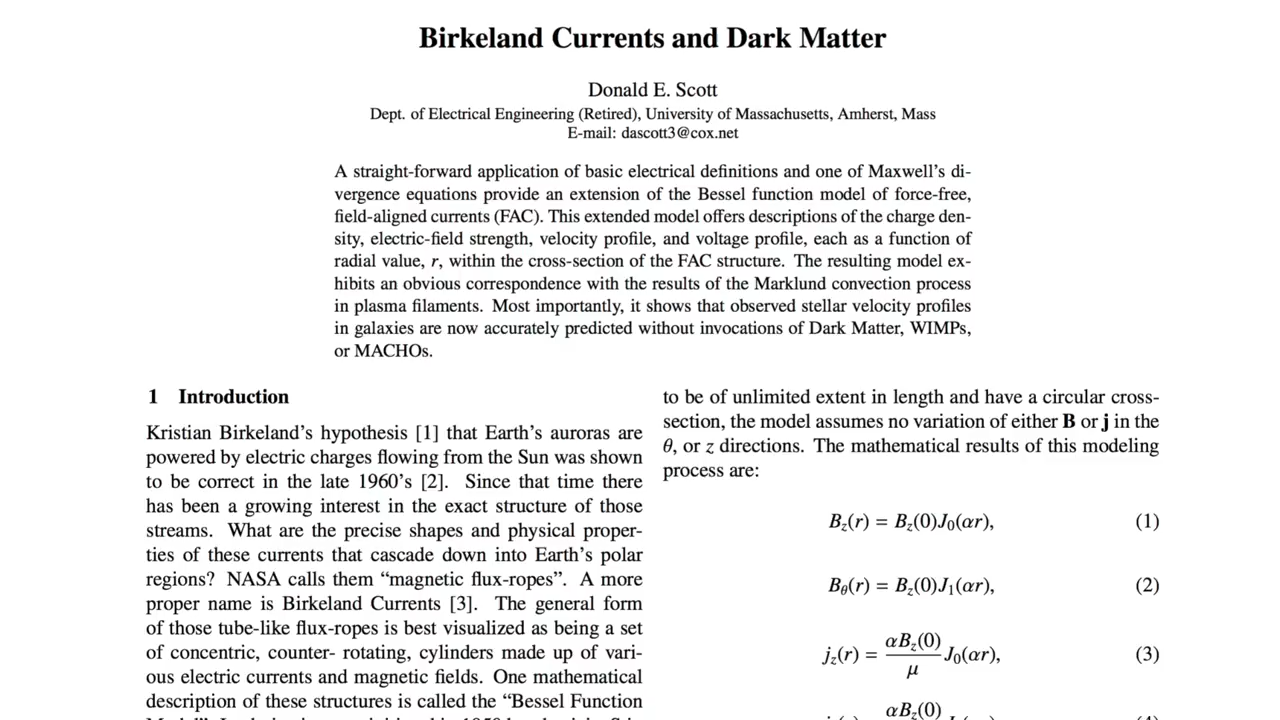 Birkeland Currents and Dark Matter
Donald E. Scott
Dept. of Electrical Engineering (Retired), University of Massachusetts, Amherst, Mass
E-mail: dascott3@cox.net
A straight-forward application of basic electrical definitions and one of Maxwell's di-
vergence equations provide an extension of the Bessel function model of force-free,
field-aligned currents (FAC). This extended model offers descriptions of the charge den-
sity, electric-field strength, velocity profile, and voltage profile, each as a function of
radial value, r, within the cross-section of the FAC structure. The resulting model ex-
hibits an obvious correspondence with the results of the Marklund convection process
in plasma filaments. Most importantly, it shows that observed stellar velocity profiles
in galaxies are now accurately predicted without invocations of Dark Matter, WIMPs,
or MACHOs.
1 Introduction
Kristian Birkeland's hypothesis [1] that Earth's auroras are
powered by electric charges flowing from the Sun was shown
to be correct in the late 1960's [2]. Since that time there
has been a growing interest in the exact structure of those
streams. What are the precise shapes and physical proper-
ties of these currents that cascade down into Earth's polar
regions? NASA calls them “magnetic flux-ropes”. A more
proper name is Birkeland Currents [3]. The general form
of those tube-like flux-ropes is best visualized as being a set
of concentric, counter- rotating, cylinders made up of vari-
ous electric currents and magnetic fields. One mathematical
description of these structures is called the “Bessel Function
to be of unlimited extent in length and have a circular cross-
section, the model assumes no variation of either B or j in the
θ, or z directions. The mathematical results of this modeling
process are:
B_z(r) = B_z(0)J_0(αr), (1)
B_θ(r) = B_z(0)J_1(αr), (2)
j_z(r) = αB_z(0)/μ J_0(αr), (3)
αB_z(0)